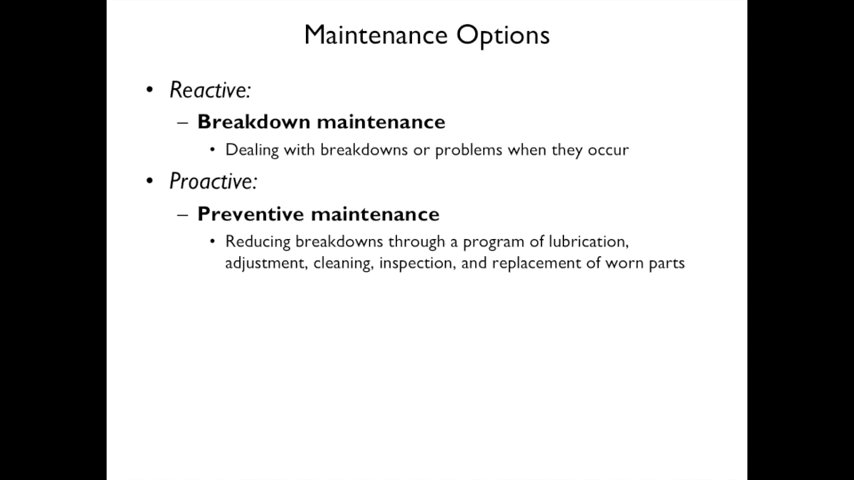 Maintenance Options
• Reactive:
– Breakdown maintenance
• Dealing with breakdowns or problems when they occur
• Proactive:
– Preventive maintenance
• Reducing breakdowns through a program of lubrication,
adjustment, cleaning, inspection, and replacement of worn parts